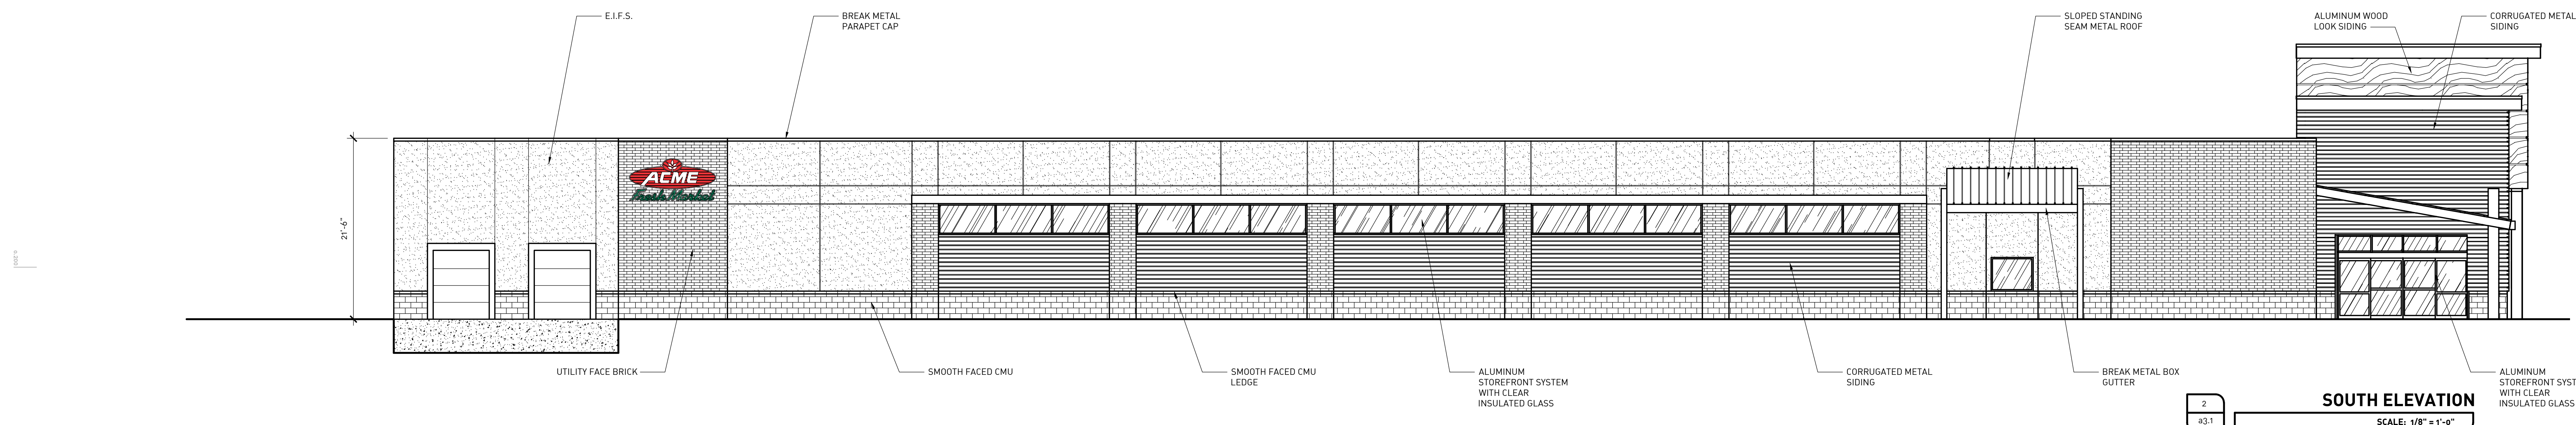 E.I.F.S.
BREAK METAL
PARAPET CAP
SLOPED STANDING
SEAM METAL ROOF
ALUMINUM WOOD
LOOK SIDING
CORRUGATED METAL
SIDING
21'-6"
ACME
Fresh Market
UTILITY FACE BRICK
SMOOTH FACED CMU
SMOOTH FACED CMU
LEDGE
ALUMINUM
STOREFRONT SYSTEM
WITH CLEAR
INSULATED GLASS
CORRUGATED METAL
SIDING
BREAK METAL BOX
GUTTER
ALUMINUM
STOREFRONT SYST
WITH CLEAR
INSULATED GLASS
2
a3.1
SOUTH ELEVATION
SCALE: 1/8" = 1'-0"